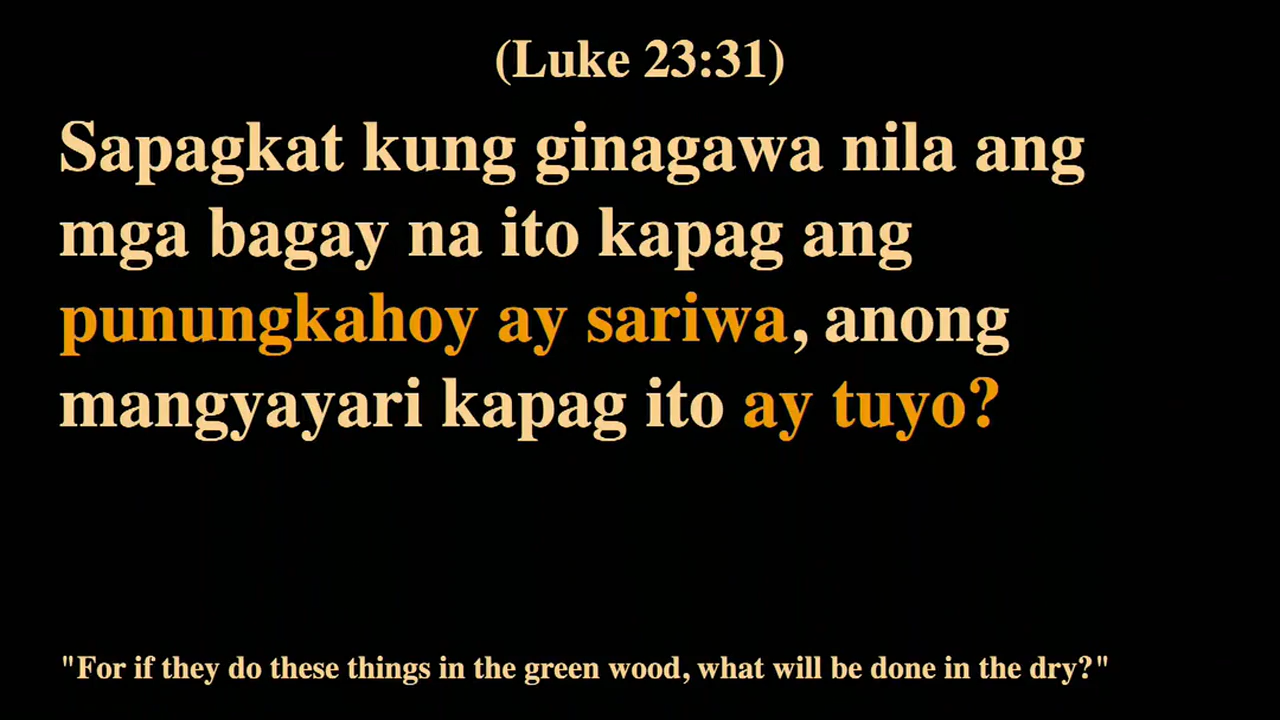 (Luke 23:31)
Sapagkat kung ginagawa nila ang
mga bagay na ito kapag ang
punungkahoy ay sariwa, anong
mangyayari kapag ito ay tuyo?
"For if they do these things in the green wood, what will be done in the dry?"